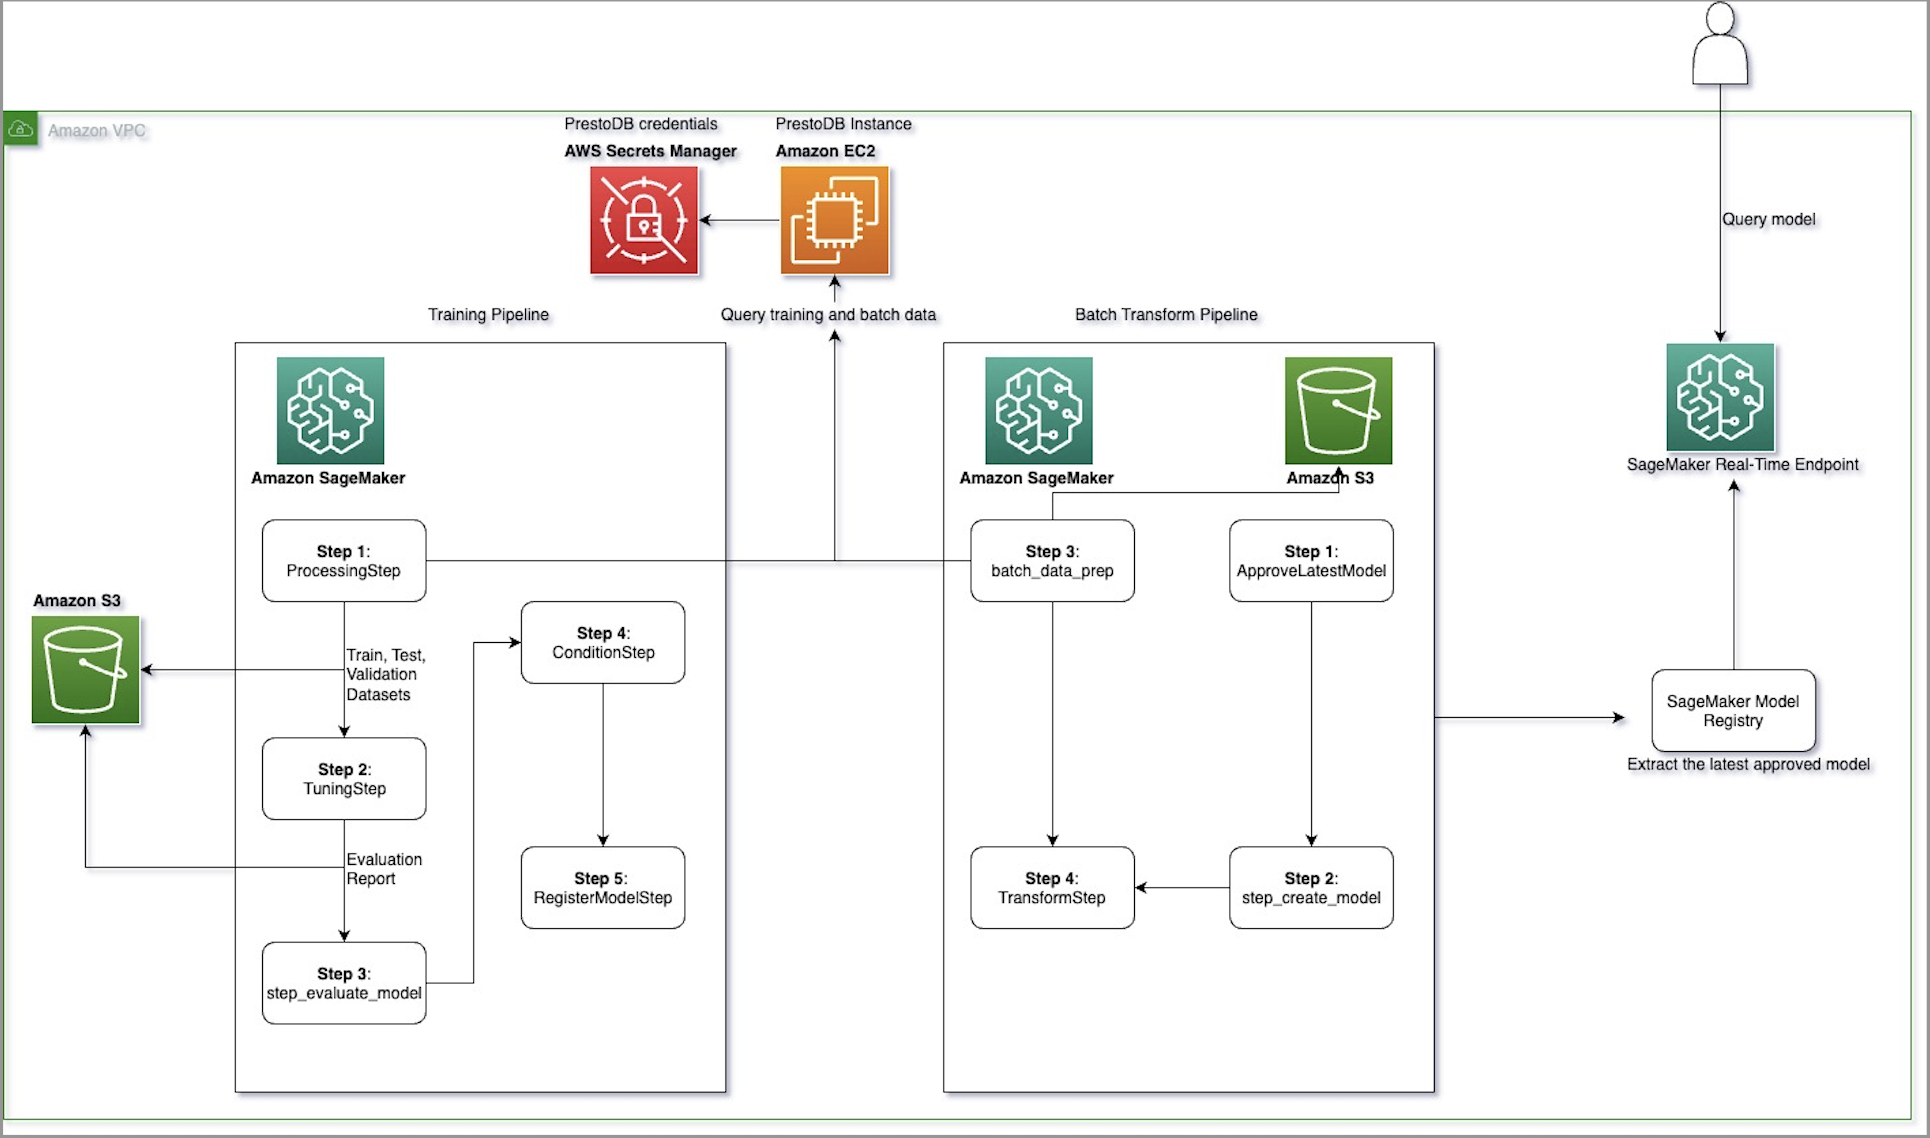 Amazon VPC
PrestoDB credentials
AWS Secrets Manager
PrestoDB Instance
Amazon EC2
Query model
Training Pipeline
Query training and batch data
Batch Transform Pipeline
Amazon SageMaker
Amazon SageMaker
Amazon S3
SageMaker Real-Time Endpoint
Step 1:
ProcessingStep
Step 3:
batch_data_prep
Step 1:
ApproveLatestModel
Amazon S3
Train, Test,
Validation
Datasets
Step 4:
ConditionStep
SageMaker Model
Registry
Extract the latest approved model
Step 2:
TuningStep
Evaluation
Report
Step 5:
RegisterModelStep
Step 4:
TransformStep
Step 2:
step_create_model
Step 3:
step_evaluate_model